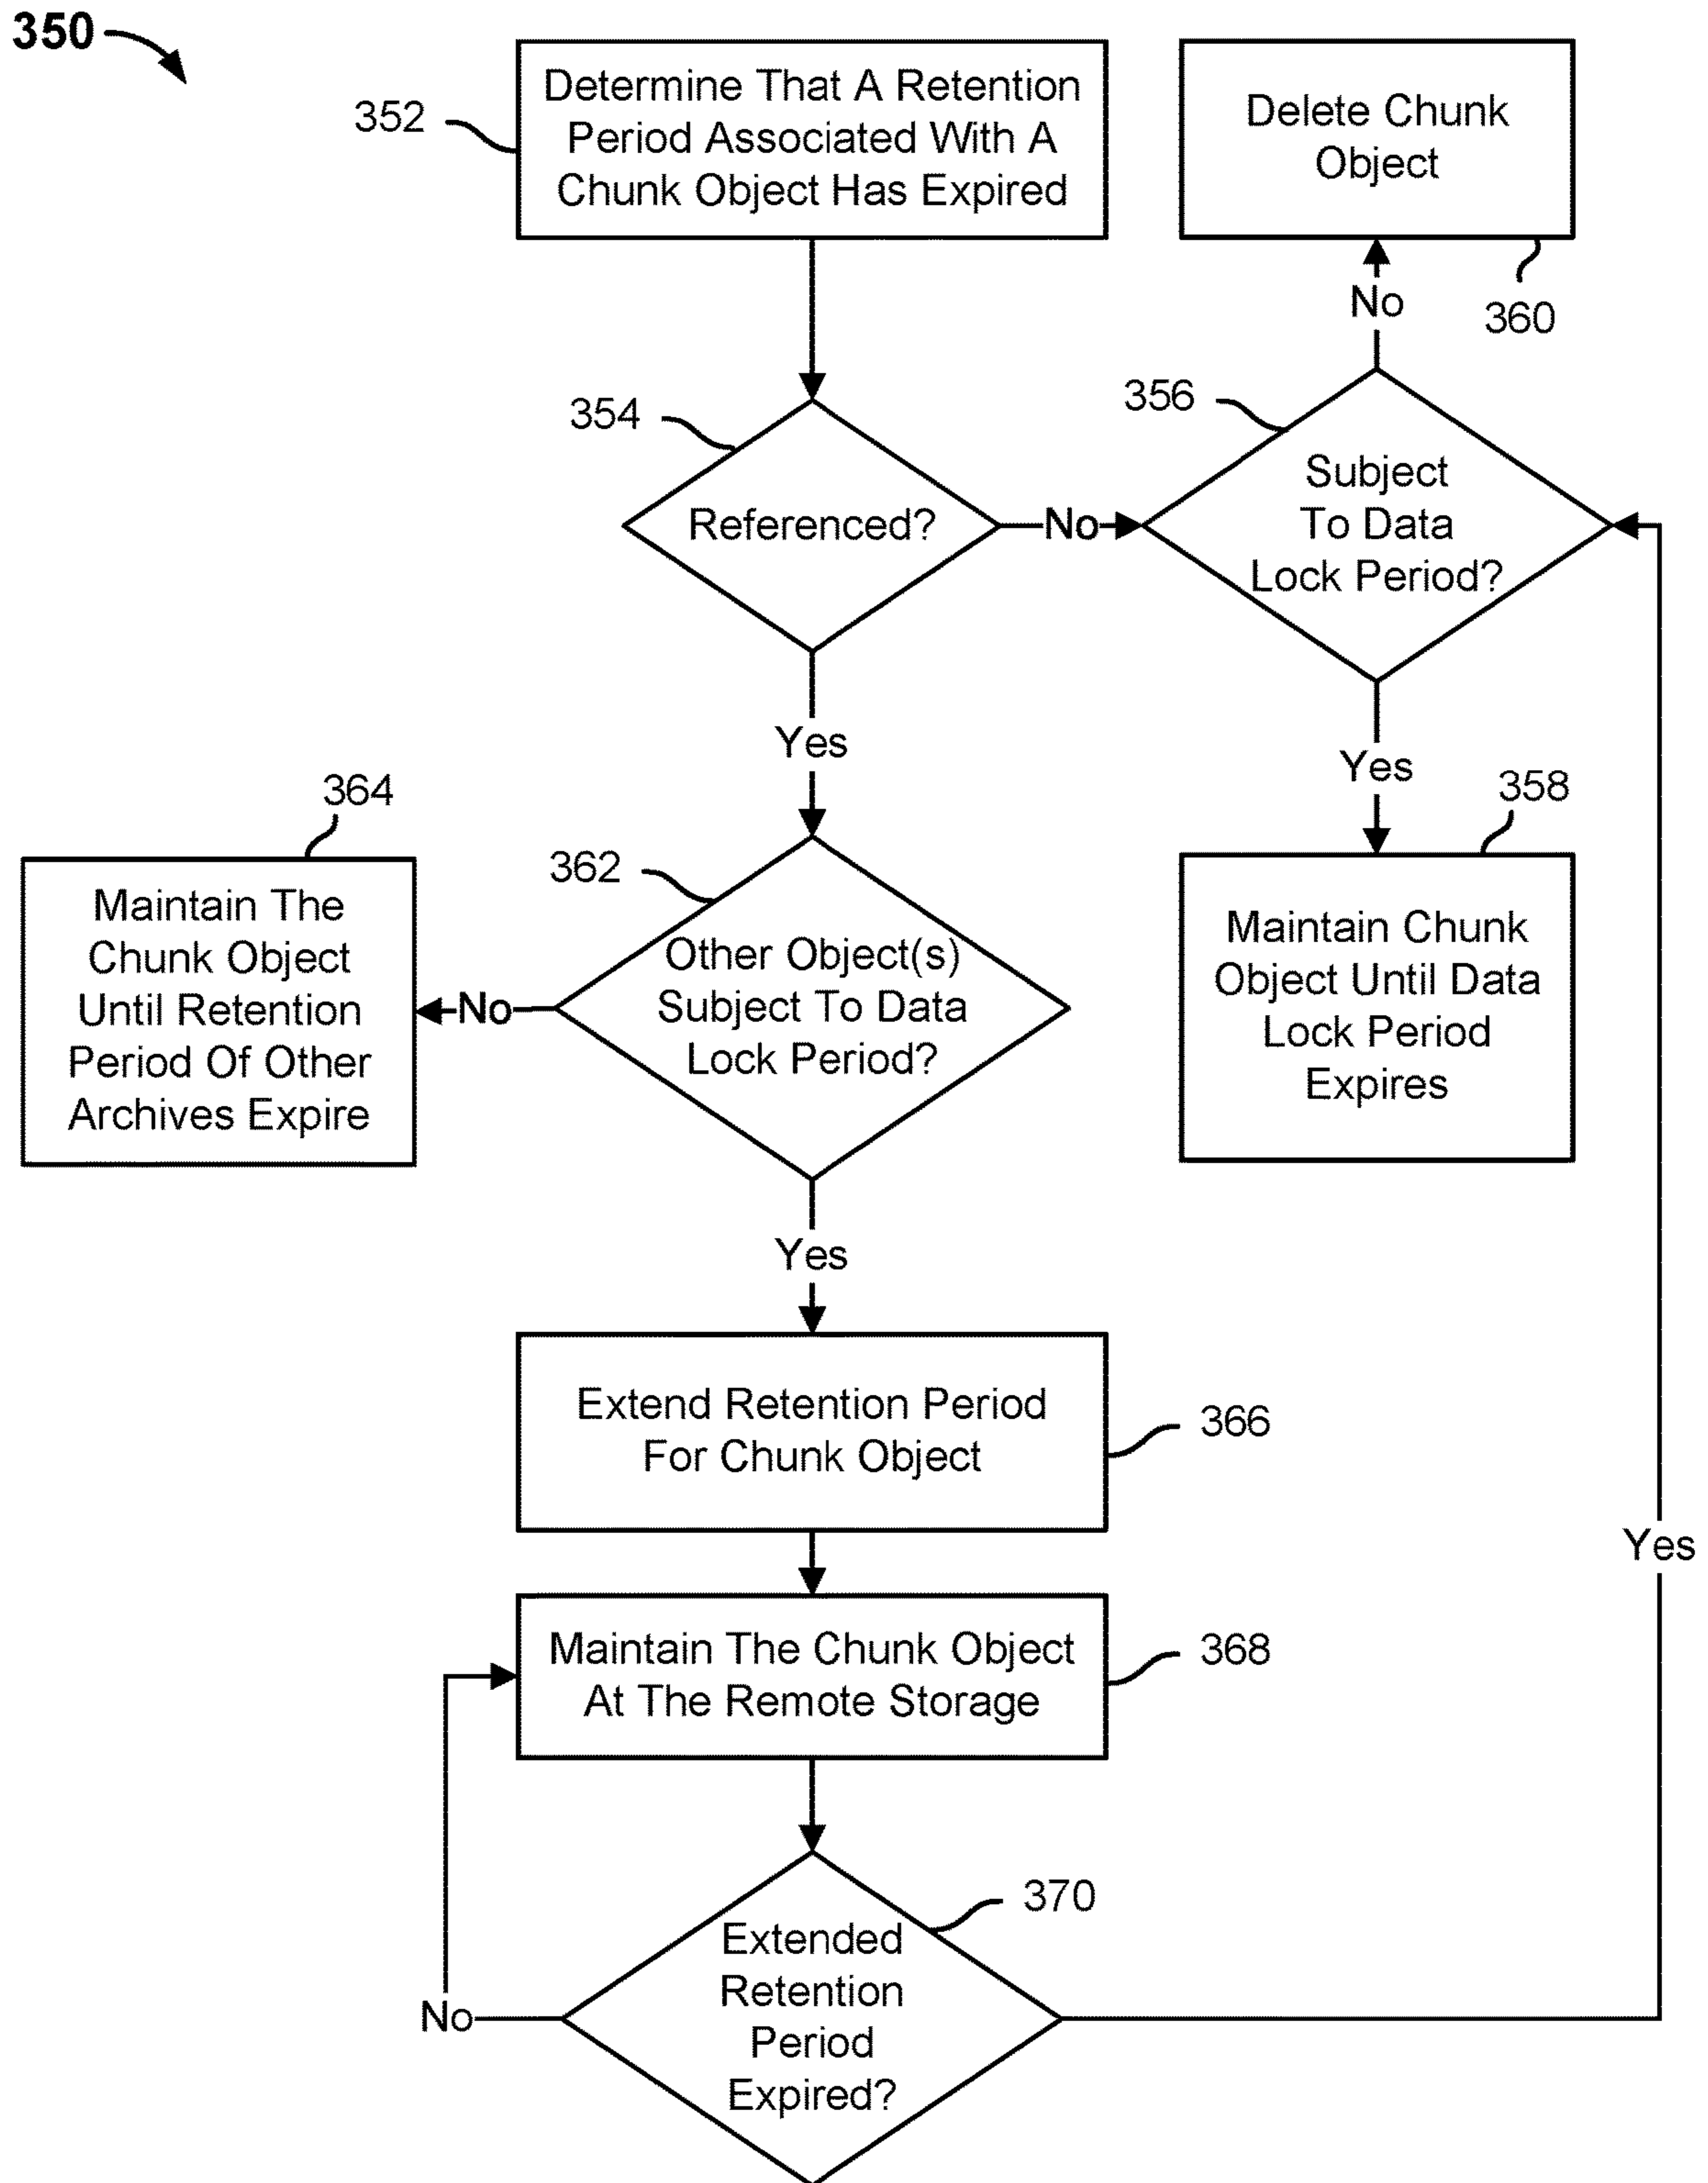 350
352
Determine That A Retention
Period Associated With A
Chunk Object Has Expired
Delete Chunk
Object
360
No
354
Referenced?
No
356
Subject
To Data
Lock Period?
Yes
Yes
358
Maintain Chunk
Object Until Data
Lock Period
Expires
364
Maintain The
Chunk Object
Until Retention
Period Of Other
Archives Expire
No
362
Other Object(s)
Subject To Data
Lock Period?
Yes
Extend Retention Period
For Chunk Object
366
Yes
Maintain The Chunk Object
At The Remote Storage
368
370
Extended
Retention
Period
Expired?
No